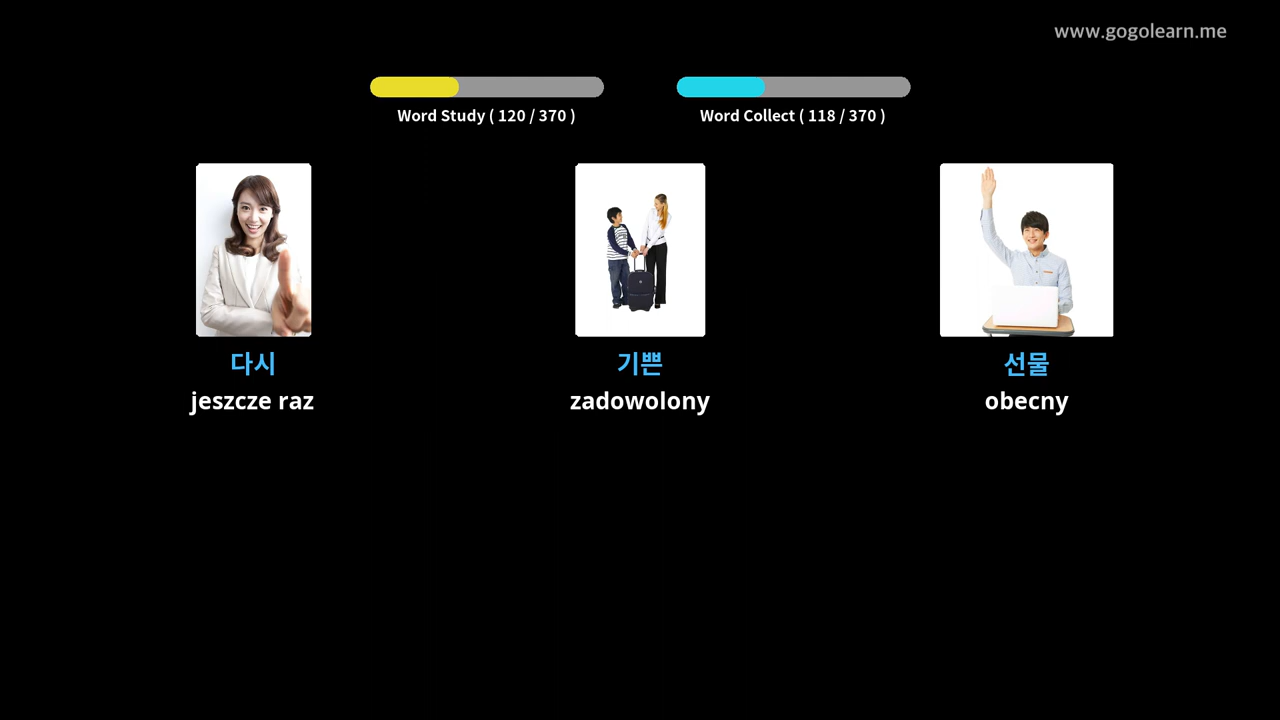 www.gogolearn.me
Word Study ( 120 / 370 )
Word Collect ( 118 / 370 )
다시
jeszcze raz
기쁜
zadowolony
선물
obecny